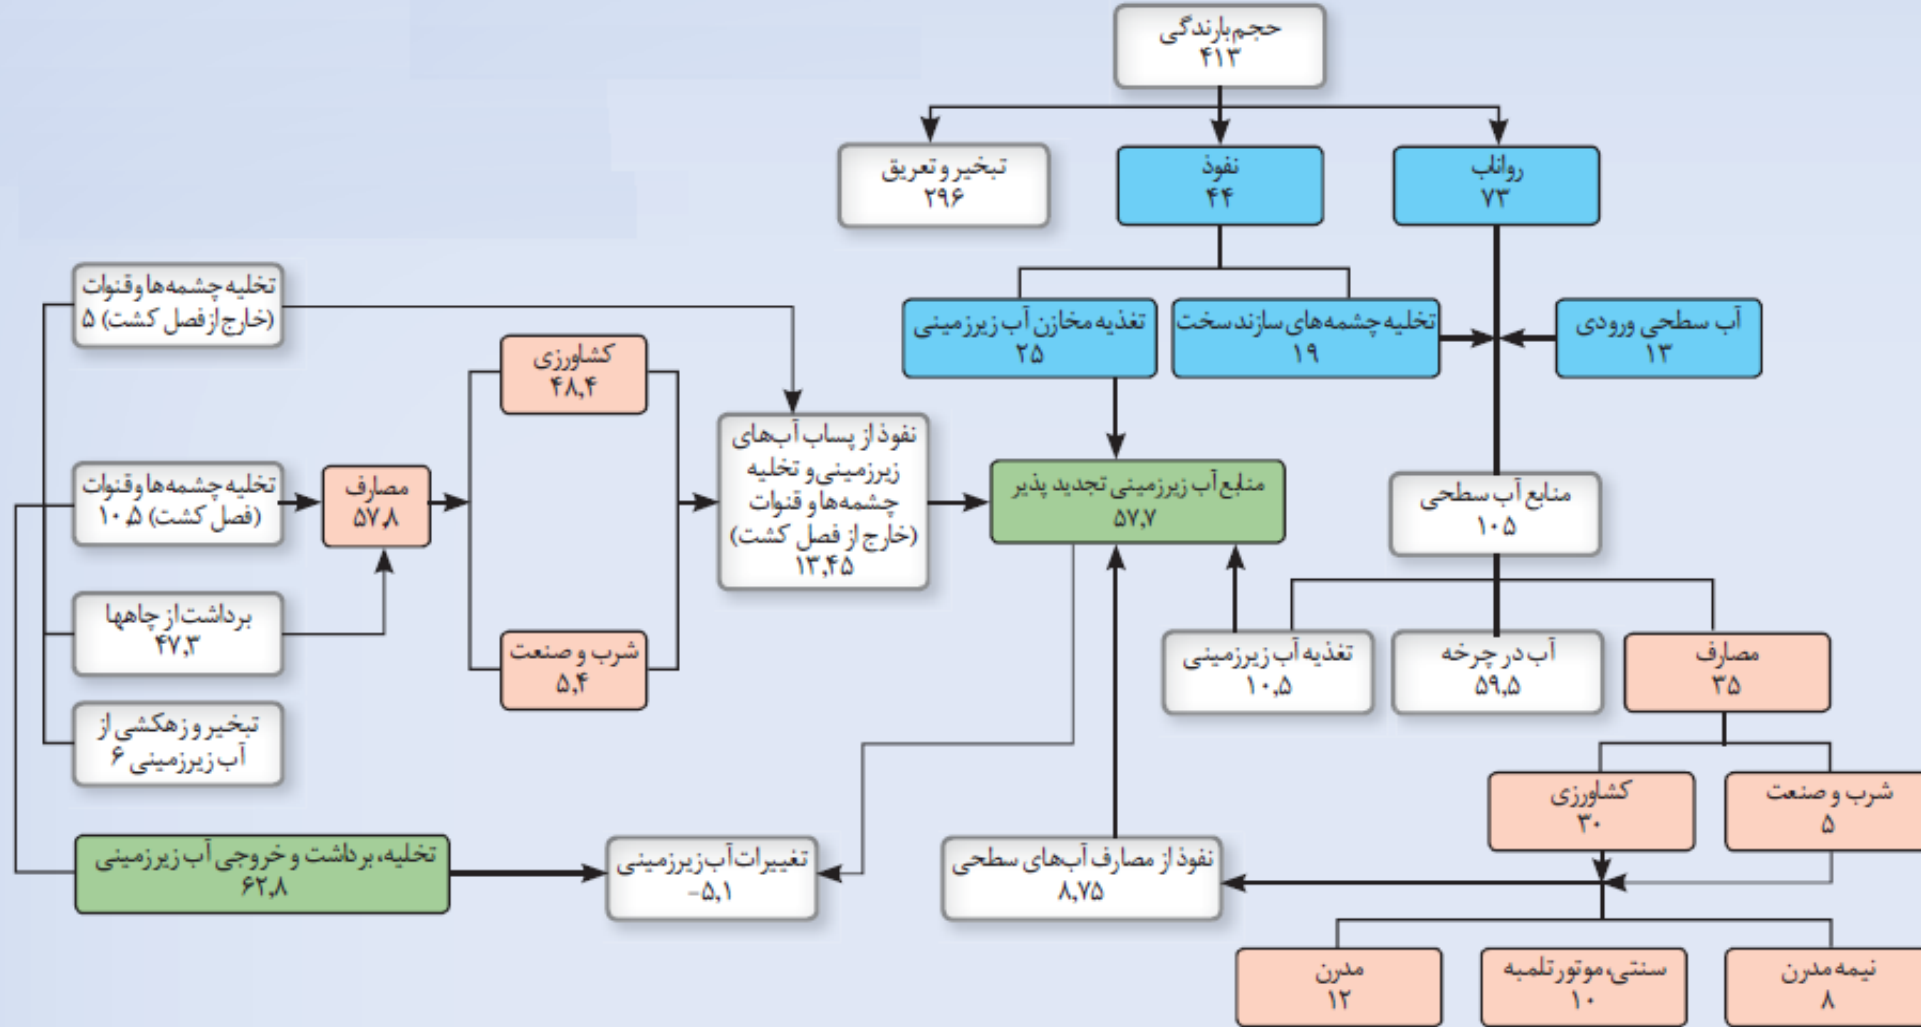 حجم بارندگی
۴۱۳
رواناب
۷۳
نفوذ
۴۴
تبخیر و تعریق
۲۹۶
آب سطحی ورودی
۱۳
تخلیه چشمه‌های سازند سخت
۱۹
تغذیه مخازن آب زیرزمینی
۲۵
تخلیه چشمه‌ها و قنوات
(خارج از فصل کشت) ۵
کشاورزی
۴۸,۴
نفوذ از پساب آب‌های
زیرزمینی و تخلیه
چشمه‌ها و قنوات
(خارج از فصل کشت)
۱۳,۴۵
منابع آب زیرزمینی تجدید پذیر
۵۷,۷
منابع آب سطحی
۱۰۵
مصارف
۵۷,۸
تخلیه چشمه‌ها و قنوات
(فصل کشت) ۱۰,۵
برداشت از چاهها
۴۷,۳
شرب و صنعت
۵,۴
تغذیه آب زیرزمینی
۱۰,۵
آب در چرخه
۵۹,۵
مصارف
۳۵
تبخیر و زهکشی از
آب زیرزمینی ۶
کشاورزی
۳۰
شرب و صنعت
۵
تخلیه، برداشت و خروجی آب زیرزمینی
۶۲,۸
تغییرات آب زیرزمینی
-۵,۱
نفوذ از مصارف آب‌های سطحی
۸,۷۵
نیمه مدرن
۸
سنتی، موتور تلمبه
۱۰
مدرن
۱۲